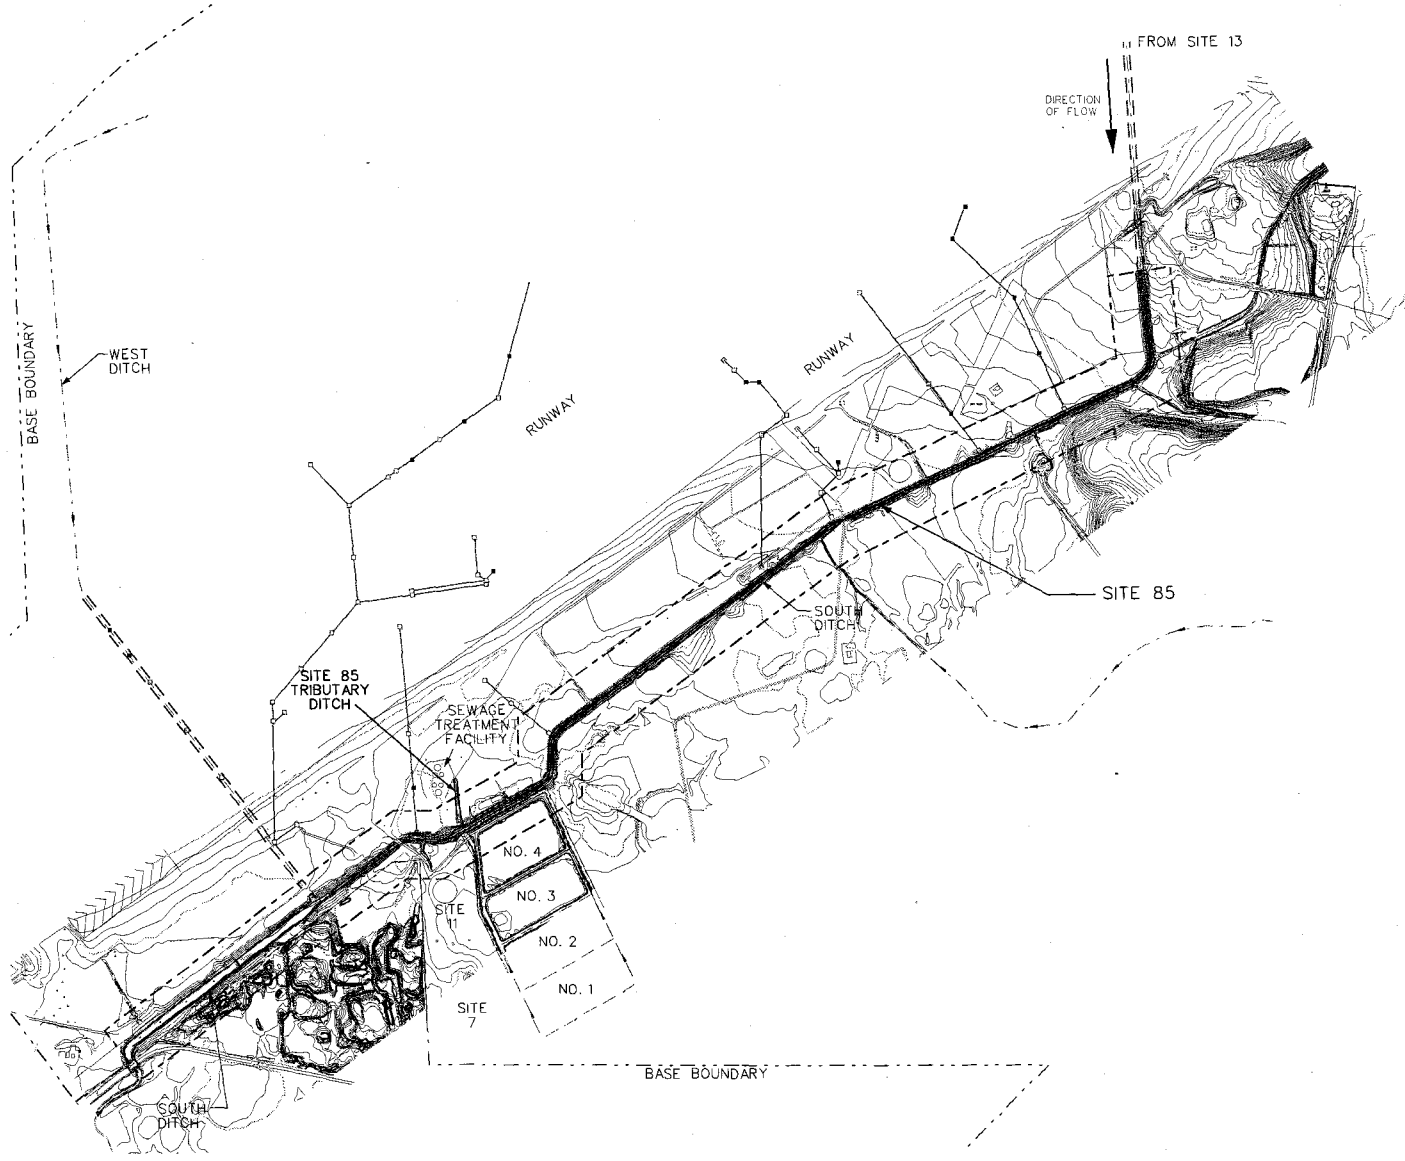 FROM SITE 13
DIRECTION
OF FLOW
BASE BOUNDARY
WEST
DITCH
RUNWAY
RUNWAY
SITE 85
SOUTH
DITCH
SITE 85
TRIBUTARY
DITCH
SEWAGE
TREATMENT
FACILITY
NO. 4
NO. 3
SITE
11
NO. 2
NO. 1
SITE
7
BASE BOUNDARY
SOUTH
DITCH